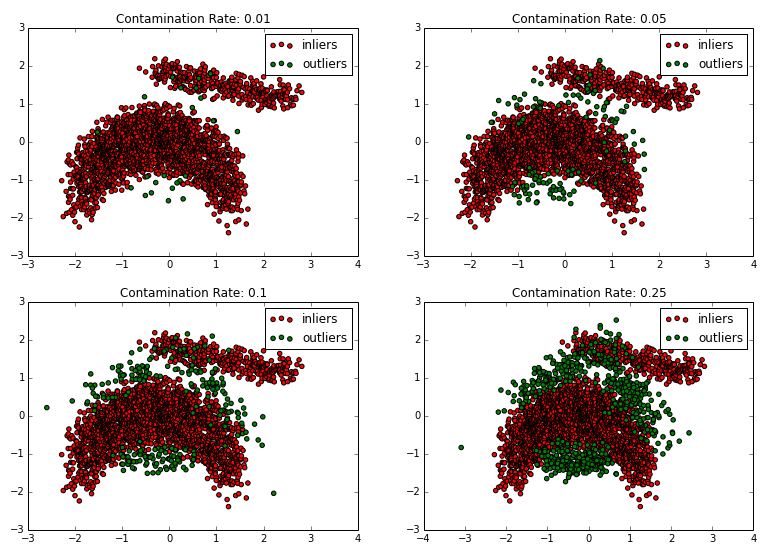 Contamination Rate: 0.01
3
2
1
0
−1
−2
−3
−3 −2 −1 0 1 2 3 4
inliers
outliers
Contamination Rate: 0.05
3
2
1
0
−1
−2
−3
−3 −2 −1 0 1 2 3 4
inliers
outliers
Contamination Rate: 0.1
3
2
1
0
−1
−2
−3
−3 −2 −1 0 1 2 3 4
inliers
outliers
Contamination Rate: 0.25
3
2
1
0
−1
−2
−3
−4 −3 −2 −1 0 1 2 3 4
inliers
outliers